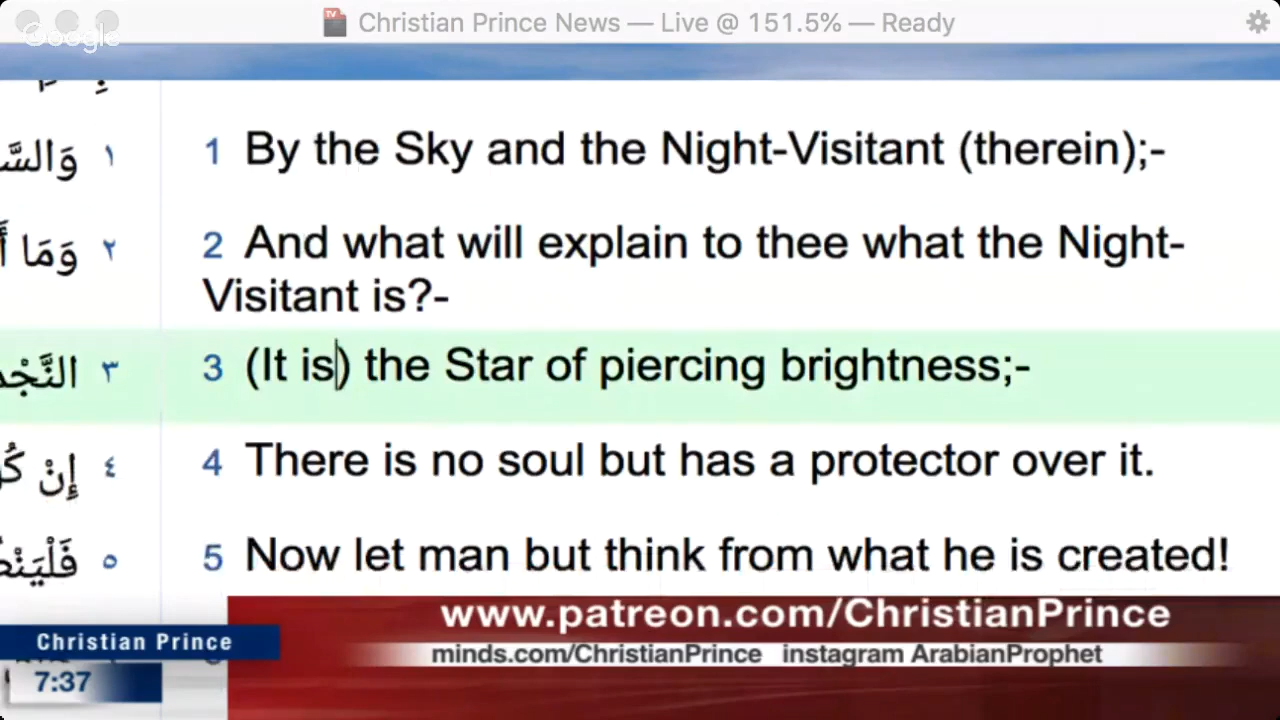 Christian Prince News — Live @ 151.5% — Ready
Google
١
1 By the Sky and the Night-Visitant (therein);-
٢ وَمَا
2 And what will explain to thee what the Night-
Visitant is?-
٣
3 (It is) the Star of piercing brightness;-
٤ إِنْ
4 There is no soul but has a protector over it.
٥
5 Now let man but think from what he is created!
www.patreon.com/ChristianPrince
Christian Prince
minds.com/ChristianPrince instagram ArabianProphet
7:37